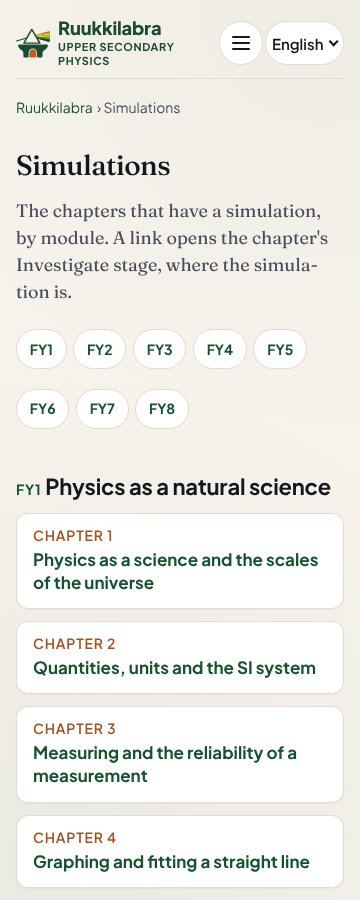 Ruukkilabra
UPPER SECONDARY
PHYSICS
English
Ruukkilabra › Simulations
Simulations
The chapters that have a simulation,
by module. A link opens the chapter's
Investigate stage, where the simula-
tion is.
FY1 FY2 FY3 FY4 FY5
FY6 FY7 FY8
FY1 Physics as a natural science
CHAPTER 1
Physics as a science and the scales
of the universe
CHAPTER 2
Quantities, units and the SI system
CHAPTER 3
Measuring and the reliability of a
measurement
CHAPTER 4
Graphing and fitting a straight line